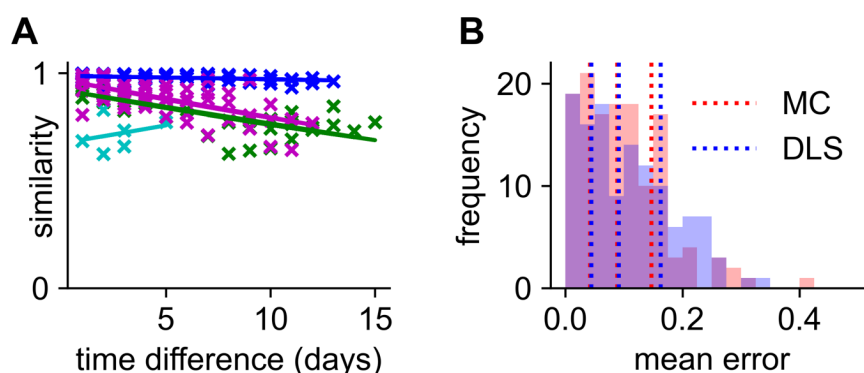 A
1
0
similarity
5
10
15
time difference (days)
B
20
10
0
frequency
MC
DLS
0.0
0.2
0.4
mean error